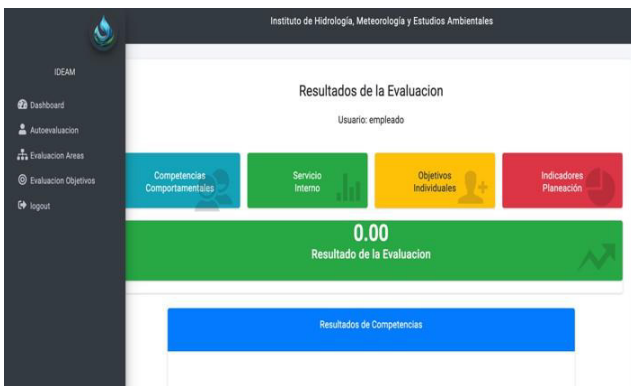 Instituto de Hidrología, Meteorología y Estudios Ambientales
IDEAM
Dashboard
Autoevaluacion
Evaluacion Areas
Evaluacion Objetivos
logout
Resultados de la Evaluacion
Usuario: empleado
Competencias
Comportamentales
Servicio
Interno
Objetivos
Individuales
Indicadores
Planeación
0.00
Resultado de la Evaluacion
Resultados de Competencias